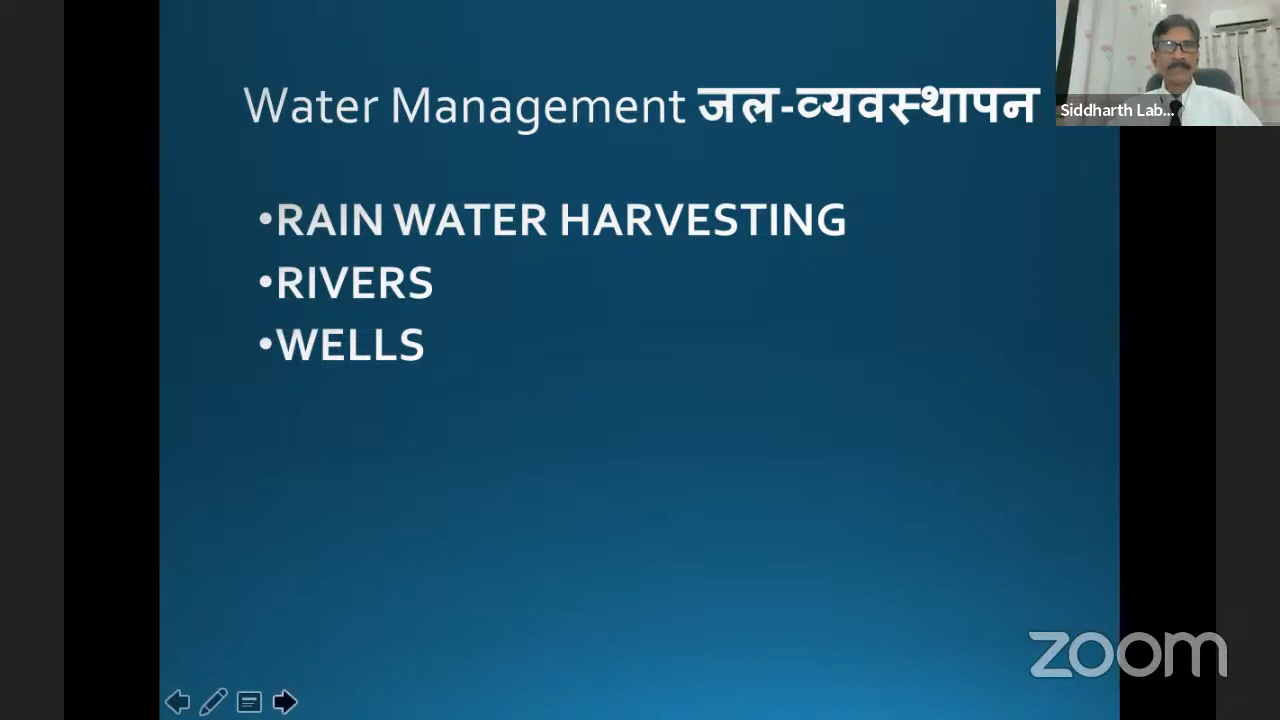 Water Management जल-व्यवस्थापन
•RAIN WATER HARVESTING
•RIVERS
•WELLS
Siddharth Lab...
zoom